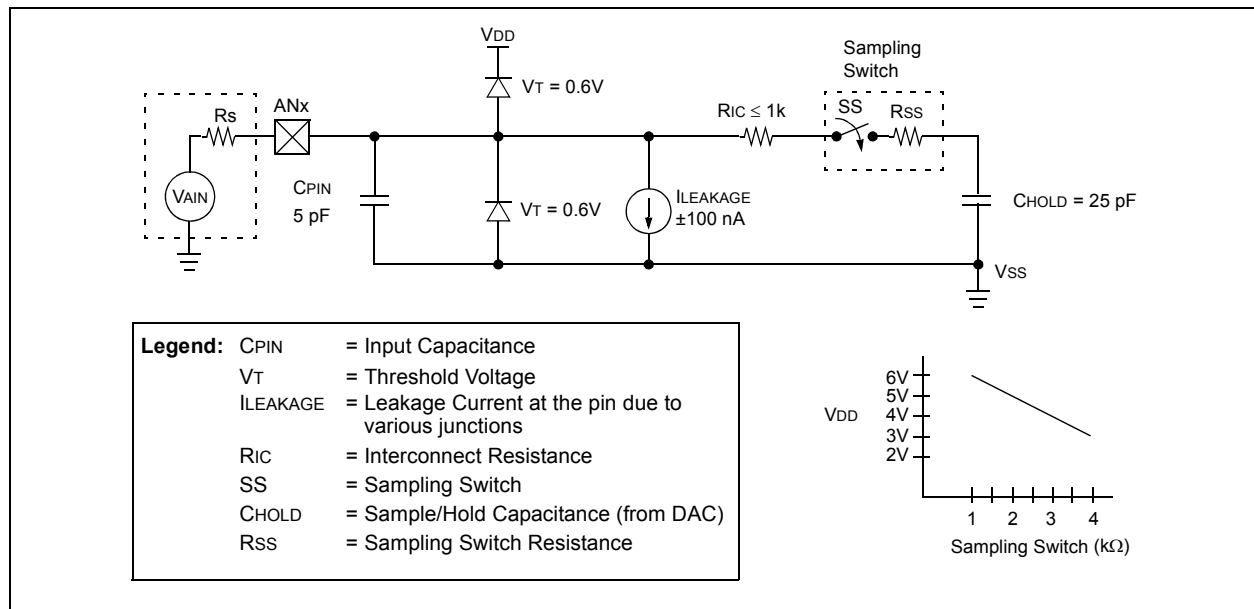 VDD
VT = 0.6V
ANx
Rs
VAIN
CPIN
5 pF
VT = 0.6V
ILEAKAGE
±100 nA
RIC ≤ 1k
Sampling
Switch
SS
RSS
CHOLD = 25 pF
VSS
Legend: CPIN = Input Capacitance
VT = Threshold Voltage
ILEAKAGE = Leakage Current at the pin due to
various junctions
RIC = Interconnect Resistance
SS = Sampling Switch
CHOLD = Sample/Hold Capacitance (from DAC)
RSS = Sampling Switch Resistance
VDD
6V
5V
4V
3V
2V
1 2 3 4
Sampling Switch (kΩ)